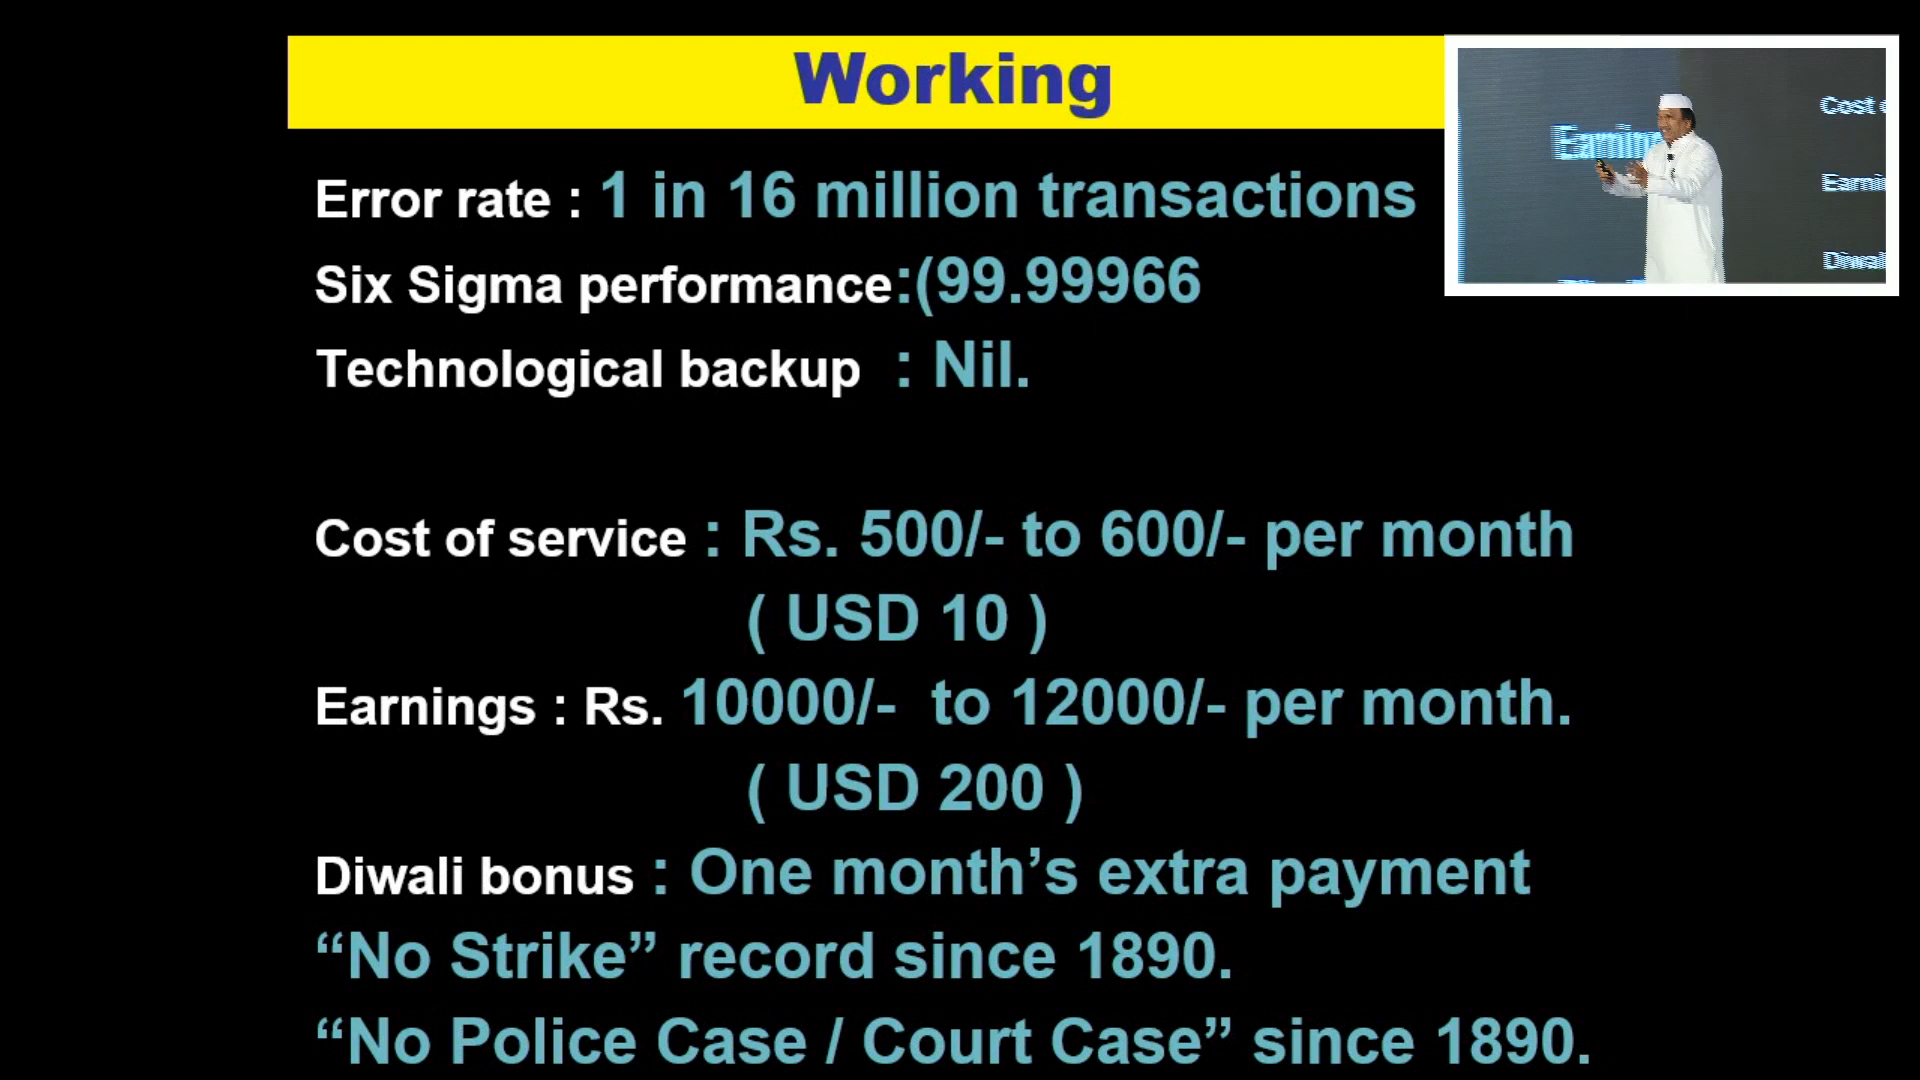 Working
Error rate : 1 in 16 million transactions
Six Sigma performance:(99.99966
Technological backup : Nil.
Cost of service : Rs. 500/- to 600/- per month
( USD 10 )
Earnings : Rs. 10000/- to 12000/- per month.
( USD 200 )
Diwali bonus : One month’s extra payment
“No Strike” record since 1890.
“No Police Case / Court Case” since 1890.
Cost